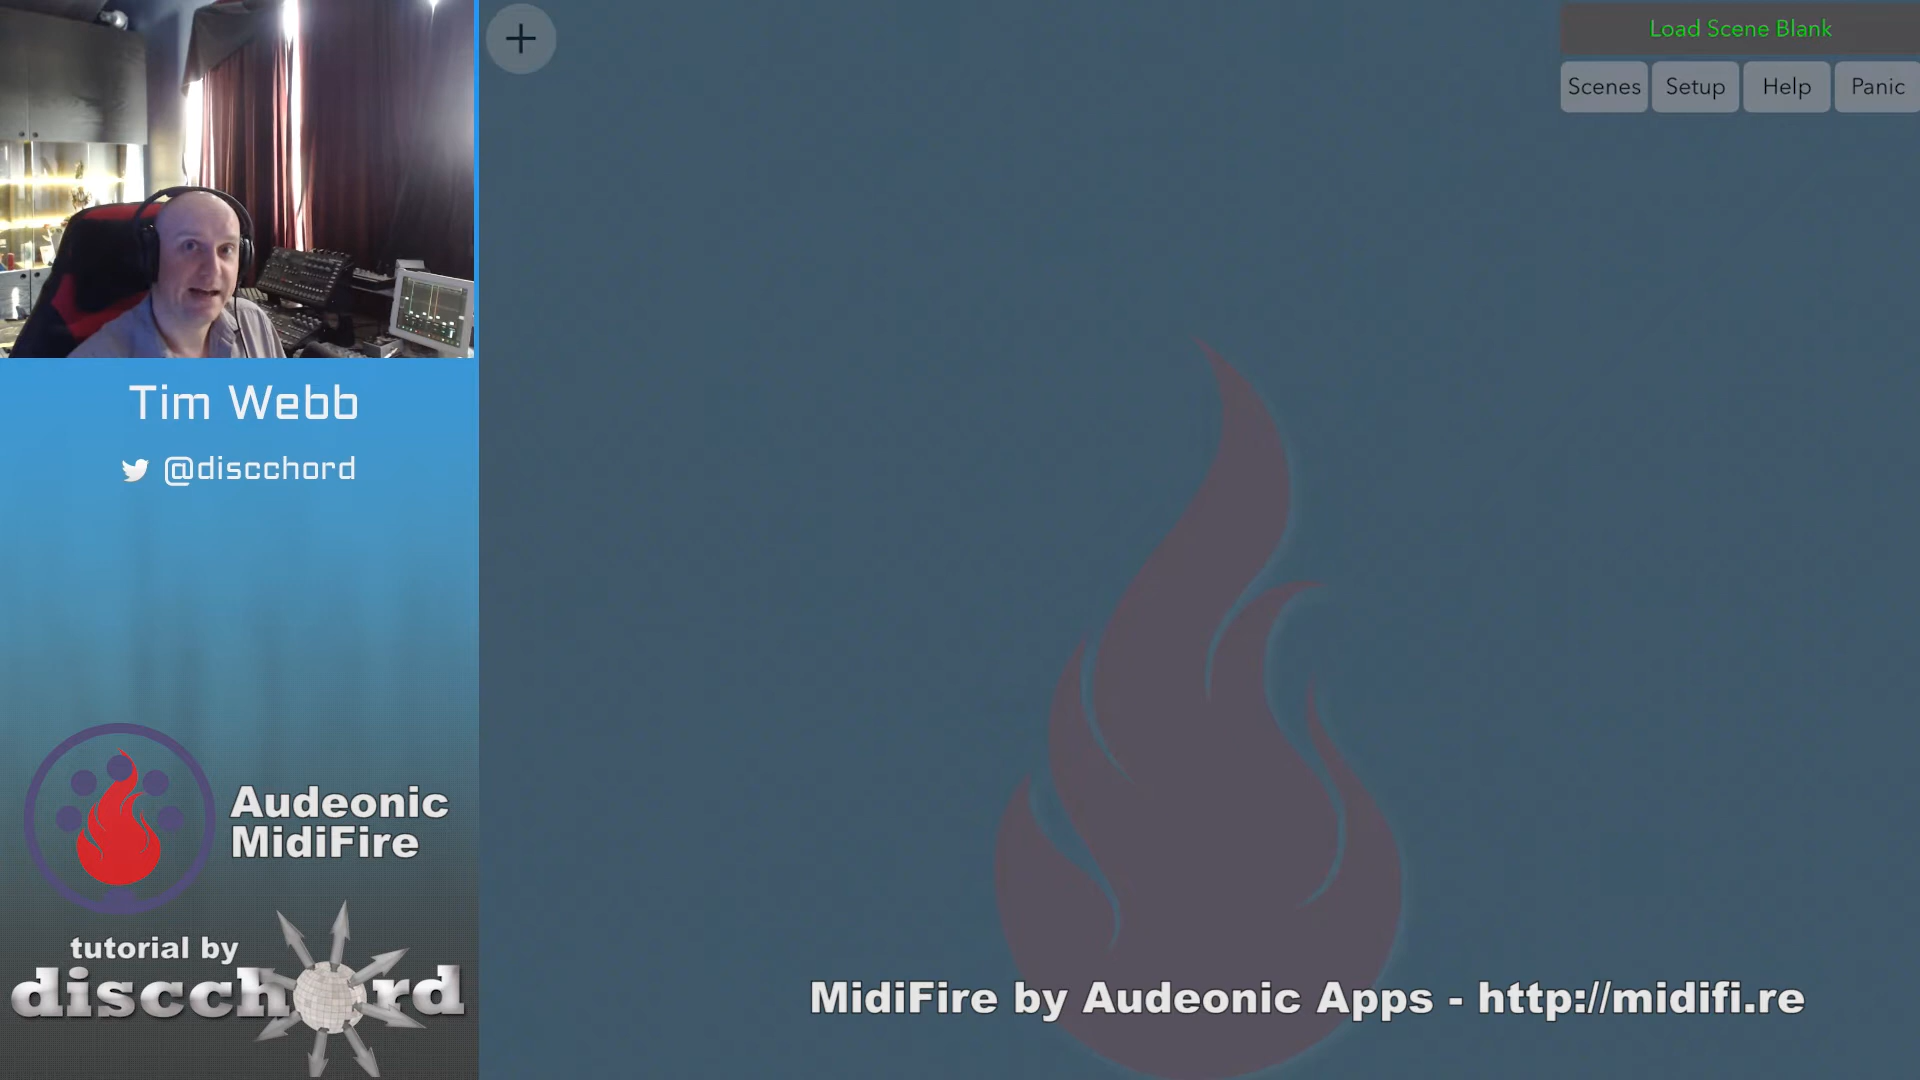 Load Scene Blank
Scenes
Setup
Help
Panic
Tim Webb
@discchord
Audeonic
MidiFire
tutorial by
discchord
MidiFire by Audeonic Apps - http://midifi.re